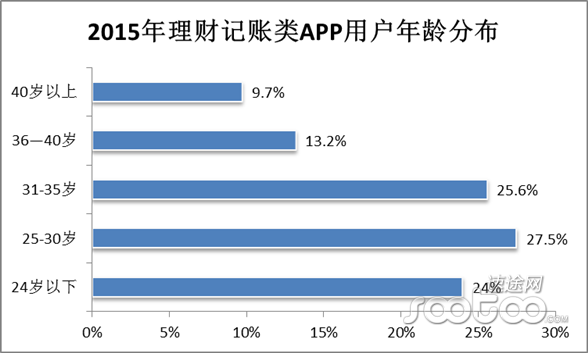 2015年理财记账类APP用户年龄分布
40岁以上 9.7%
36—40岁 13.2%
31-35岁 25.6%
25-30岁 27.5%
24岁以下 24%
速途网
sootoo
.COM
0% 5% 10% 15% 20% 25% 30%